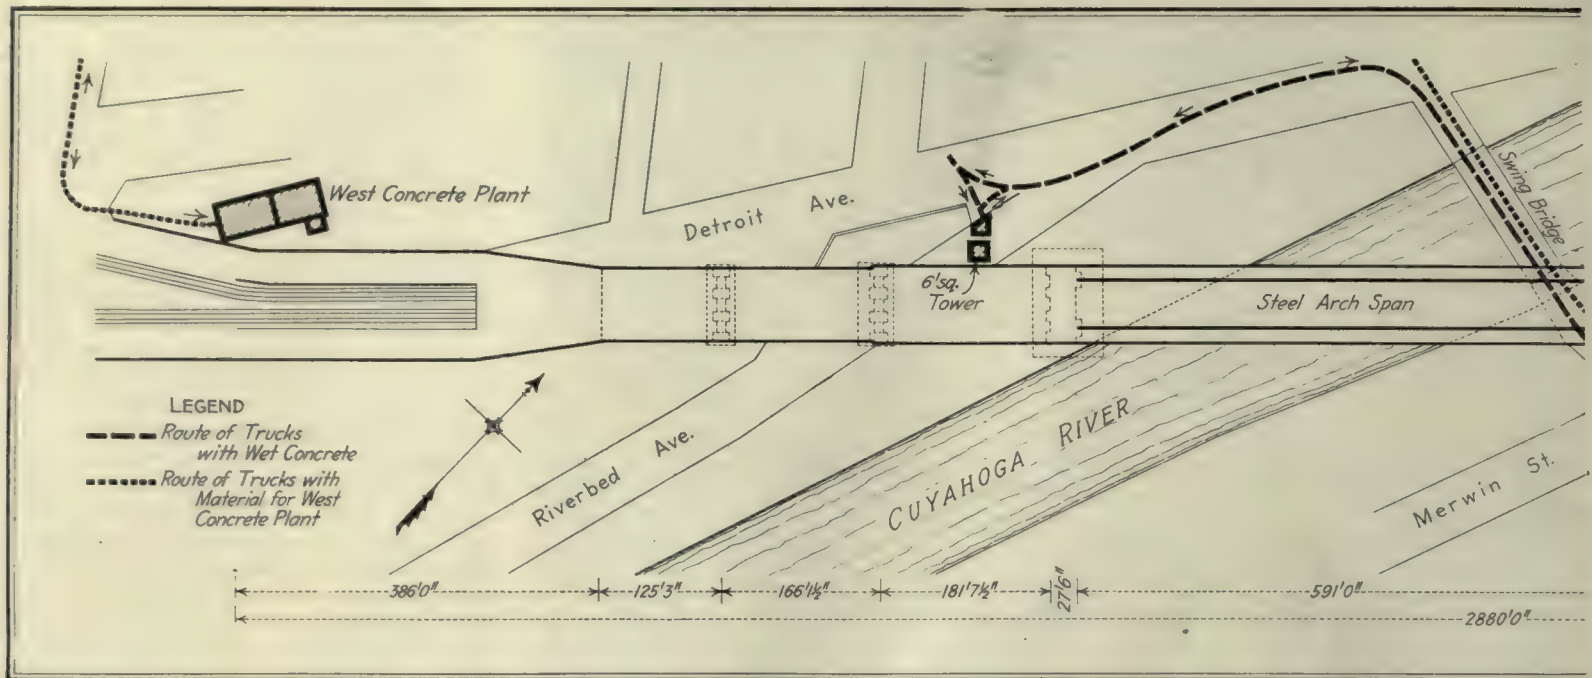 West Concrete Plant
Detroit Ave.
Swing Bridge
6'sq.
Tower
Steel Arch Span
LEGEND
Route of Trucks
with Wet Concrete
Route of Trucks with
Material for West
Concrete Plant
Riverbed Ave.
CUYAHOGA RIVER
Merwin St.
386'0"
125'3"
166'1½"
181'7½"
27'6"
591'0"
2880'0"